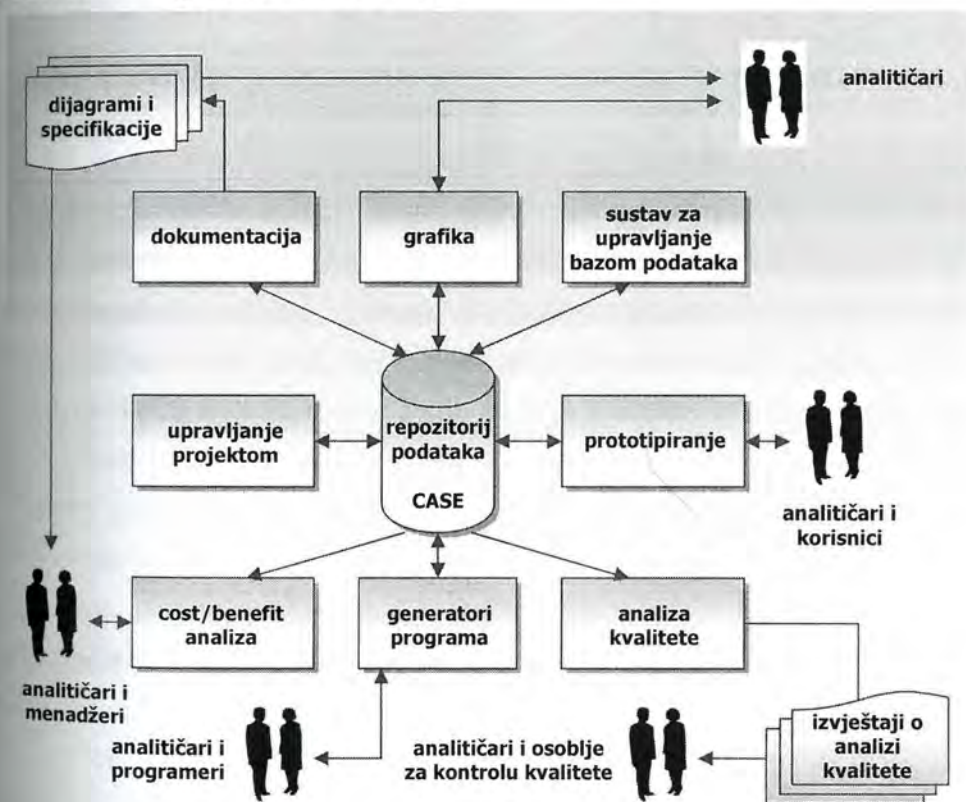 dijagrami i
specifikacije
analitičari
dokumentacija
grafika
sustav za
upravljanje
bazom podataka
upravljanje
projektom
repozitorij
podataka
CASE
prototipiranje
analitičari i
korisnici
cost/benefit
analiza
generatori
programa
analiza
kvalitete
analitičari i
menadžeri
analitičari i
programeri
analitičari i osoblje
za kontrolu kvalitete
izvještaji o
analizi
kvalitete